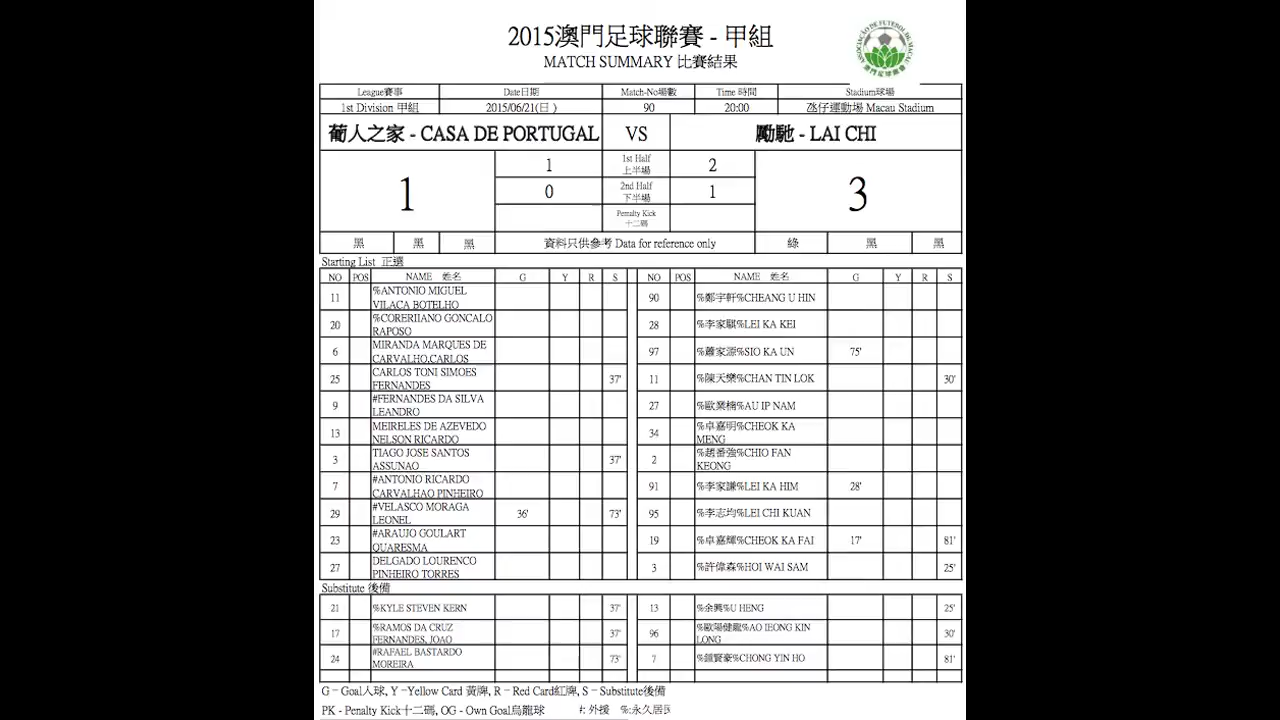 2015澳門足球聯賽 - 甲組
MATCH SUMMARY 比賽結果
ASSOCIAÇÃO DE FUTEBOL DE MACAU
澳門足球總會
League賽事 Date日期 Match-No場數 Time 時間 Stadium球場
1st Division 甲組 2015/06/21(日 ) 90 20:00 氹仔運動場 Macau Stadium
葡人之家 - CASA DE PORTUGAL VS 勵馳 - LAI CHI
1 1 1st Half 上半場 2 3
0 2nd Half 下半場 1
Penalty Kick 十二碼
黑 黑 黑 資料只供參考 Data for reference only 綠 黑 黑
Starting List 正選
NO POS NAME 姓名 G Y R S NO POS NAME 姓名 G Y R S
11 %ANTONIO MIGUEL VILACA BOTELHO 90 %鄭宇軒%CHEANG U HIN
20 %CORERIIANO GONCALO RAPOSO 28 %李家騏%LEI KA KEI
6 MIRANDA MARQUES DE CARVALHO,CARLOS 97 %蕭家源%SIO KA UN 75'
25 CARLOS TONI SIMOES FERNANDES 37' 11 %陳天樂%CHAN TIN LOK 30'
9 #FERNANDES DA SILVA LEANDRO 27 %歐業楠%AU IP NAM
13 MEIRELES DE AZEVEDO NELSON RICARDO 34 %卓嘉明%CHEOK KA MENG
3 TIAGO JOSE SANTOS ASSUNAO 37' 2 %趙番強%CHIO FAN KEONG
7 #ANTONIO RICARDO CARVALHAO PINHEIRO 91 %李家謙%LEI KA HIM 28'
29 #VELASCO MORAGA LEONEL 36' 73' 95 %李志均%LEI CHI KUAN
23 #ARAUJO GOULART QUARESMA 19 %卓嘉輝%CHEOK KA FAI 17' 81'
27 DELGADO LOURENCO PINHEIRO TORRES 3 %許偉森%HOI WAI SAM 25'
Substitute 後備
21 %KYLE STEVEN KERN 37' 13 %余興%U HENG 25'
17 %RAMOS DA CRUZ FERNANDES, JOAO 37' 96 %歐陽健龍%AO IEONG KIN LONG 30'
24 #RAFAEL BASTARDO MOREIRA 73' 7 %鍾賢豪%CHONG YIN HO 81'
G = Goal入球, Y =Yellow Card 黃牌, R = Red Card紅牌, S = Substitute後備
PK - Penalty Kick十二碼, OG - Own Goal烏龍球 #: 外援 %:永久居民